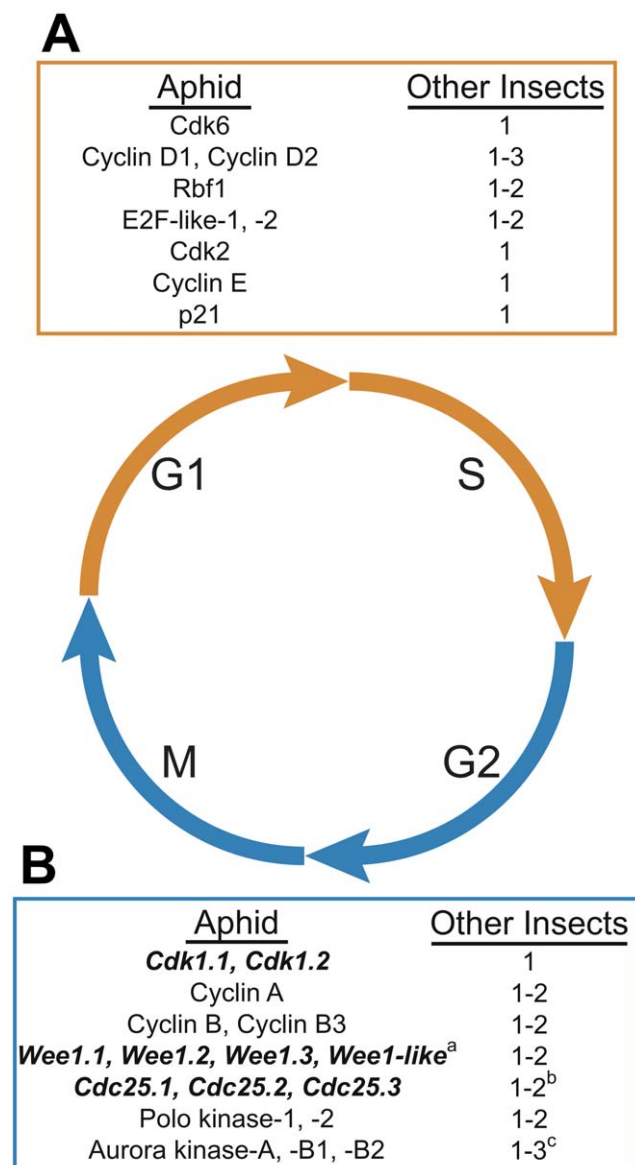 A
Aphid Other Insects
Cdk6 1
Cyclin D1, Cyclin D2 1-3
Rbf1 1-2
E2F-like-1, -2 1-2
Cdk2 1
Cyclin E 1
p21 1
G1 S
M G2
B
Aphid Other Insects
Cdk1.1, Cdk1.2 1
Cyclin A 1-2
Cyclin B, Cyclin B3 1-2
Wee1.1, Wee1.2, Wee1.3, Wee1-likea 1-2
Cdc25.1, Cdc25.2, Cdc25.3 1-2b
Polo kinase-1, -2 1-2
Aurora kinase-A, -B1, -B2 1-3c